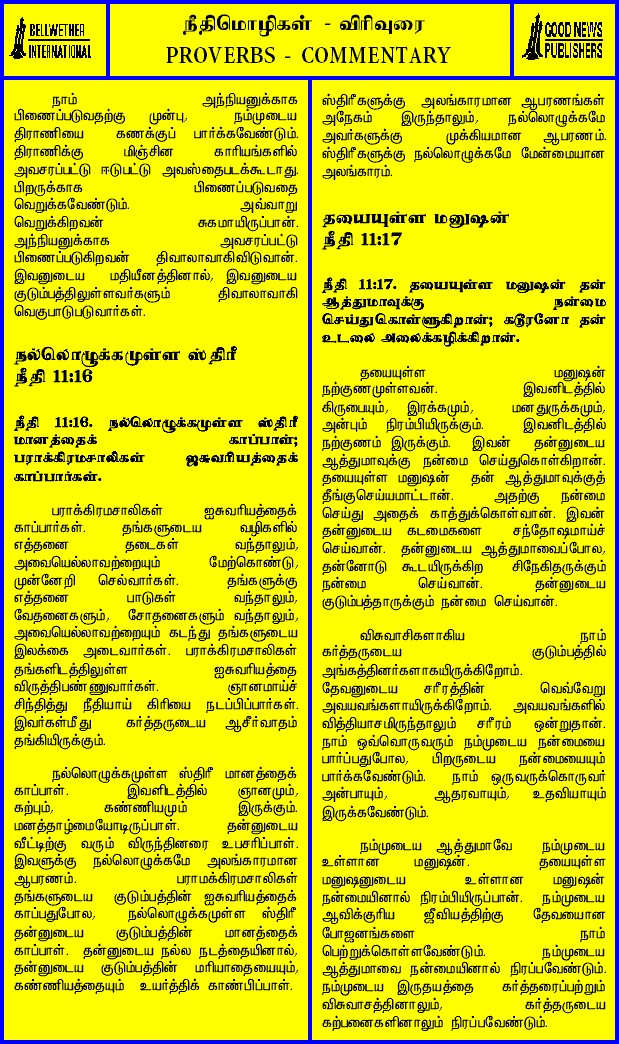 BELLWETHER
INTERNATIONAL
நீதிமொழிகள் - விரிவுரை
PROVERBS - COMMENTARY
GOOD NEWS
PUBLISHERS
நாம் அந்நியனுக்காக
பிணைப்படுவதற்கு முன்பு, நம்முடைய
திராணியை கணக்குப் பார்க்கவேண்டும்.
திராணிக்கு மிஞ்சின காரியங்களில்
அவசரப்பட்டு ஈடுபட்டு அவஸ்தைபடக்கூடாது.
பிறருக்காக பிணைப்படுவதை
வெறுக்கவேண்டும். அவ்வாறு
வெறுக்கிறவன் சுகமாயிருப்பான்.
அந்நியனுக்காக அவசரப்பட்டு
பிணைப்படுகிறவன் திவாலாவாகிவிடுவான்.
இவனுடைய மதியீனத்தினால், இவனுடைய
குடும்பத்திலுள்ளவர்களும் திவாலாவாகி
வெகுபாடுபடுவார்கள்.
நல்லொழுக்கமுள்ள ஸ்திரீ
நீதி 11:16
நீதி 11:16. நல்லொழுக்கமுள்ள ஸ்திரீ
மானத்தைக் காப்பாள்;
பராக்கிரமசாலிகள் ஐசுவரியத்தைக்
காப்பார்கள்.
பராக்கிரமசாலிகள் ஐசுவரியத்தைக்
காப்பார்கள். தங்களுடைய வழிகளில்
எத்தனை தடைகள் வந்தாலும்,
அவையெல்லாவற்றையும் மேற்கொண்டு,
முன்னேறி செல்வார்கள். தங்களுக்கு
எத்தனை பாடுகள் வந்தாலும்,
வேதனைகளும், சோதனைகளும் வந்தாலும்,
அவையெல்லாவற்றையும் கடந்து தங்களுடைய
இலக்கை அடைவார்கள். பராக்கிரமசாலிகள்
தங்களிடத்திலுள்ள ஐசுவரியத்தை
விருத்திபண்ணுவார்கள். ஞானமாய்ச்
சிந்தித்து நீதியாய் கிரியை நடப்பிப்பார்கள்.
இவர்கள்மீது கர்த்தருடைய ஆசீர்வாதம்
தங்கியிருக்கும்.
நல்லொழுக்கமுள்ள ஸ்திரீ மானத்தைக்
காப்பாள். இவளிடத்தில் ஞானமும்,
கற்பும், கண்ணியமும் இருக்கும்.
மனத்தாழ்மையோடிருப்பாள். தன்னுடைய
வீட்டிற்கு வரும் விருந்தினரை உபசரிப்பாள்.
இவளுக்கு நல்லொழுக்கமே அலங்காரமான
ஆபரணம். பராமக்கிரமசாலிகள்
தங்களுடைய குடும்பத்தின் ஐசுவரியத்தைக்
காப்பதுபோல, நல்லொழுக்கமுள்ள ஸ்திரீ
தன்னுடைய குடும்பத்தின் மானத்தைக்
காப்பாள். தன்னுடைய நல்ல நடத்தையினால்,
தன்னுடைய குடும்பத்தின் மரியாதையையும்,
கண்ணியத்தையும் உயர்த்திக் காண்பிப்பாள்.
ஸ்திரீகளுக்கு அலங்காரமான ஆபரணங்கள்
அநேகம் இருந்தாலும், நல்லொழுக்கமே
அவர்களுக்கு முக்கியமான ஆபரணம்.
ஸ்திரீகளுக்கு நல்லொழுக்கமே மேன்மையான
அலங்காரம்.
தயையுள்ள மனுஷன்
நீதி 11:17
நீதி 11:17. தயையுள்ள மனுஷன் தன்
ஆத்துமாவுக்கு நன்மை
செய்துகொள்ளுகிறான்; கடூரனோ தன்
உடலை அலைக்கழிக்கிறான்.
தயையுள்ள மனுஷன்
நற்குணமுள்ளவன். இவனிடத்தில்
கிருபையும், இரக்கமும், மனதுருக்கமும்,
அன்பும் நிரம்பியிருக்கும். இவனிடத்தில்
நற்குணம் இருக்கும். இவன் தன்னுடைய
ஆத்துமாவுக்கு நன்மை செய்துகொள்கிறான்.
தயையுள்ள மனுஷன் தன் ஆத்துமாவுக்குத்
தீங்குசெய்யமாட்டான். அதற்கு நன்மை
செய்து அதைக் காத்துக்கொள்வான். இவன்
தன்னுடைய கடமைகளை சந்தோஷமாய்ச்
செய்வான். தன்னுடைய ஆத்துமாவைப்போல,
தன்னோடு கூடயிருக்கிற சிநேகிதருக்கும்
நன்மை செய்வான். தன்னுடைய
குடும்பத்தாருக்கும் நன்மை செய்வான்.
விசுவாசிகளாகிய நாம்
கர்த்தருடைய குடும்பத்தில்
அங்கத்தினர்களாகயிருக்கிறோம்.
தேவனுடைய சரீரத்தின் வெவ்வேறு
அவயவங்களாயிருக்கிறோம். அவயவங்களில்
வித்தியாசமிருந்தாலும் சரீரம் ஒன்றுதான்.
நாம் ஒவ்வொருவரும் நம்முடைய நன்மையை
பார்ப்பதுபோல, பிறருடைய நன்மையையும்
பார்க்கவேண்டும். நாம் ஒருவருக்கொருவர்
அன்பாயும், ஆதரவாயும், உதவியாயும்
இருக்கவேண்டும்.
நம்முடைய ஆத்துமாவே நம்முடைய
உள்ளான மனுஷன். தயையுள்ள
மனுஷனுடைய உள்ளான மனுஷன்
நன்மையினால் நிரம்பியிருப்பான். நம்முடைய
ஆவிக்குரிய ஜீவியத்திற்கு தேவையான
போஜனங்களை நாம்
பெற்றுக்கொள்ளவேண்டும். நம்முடைய
ஆத்துமாவை நன்மையினால் நிரப்பவேண்டும்.
நம்முடைய இருதயத்தை கர்த்தரைப்பற்றும்
விசுவாசத்தினாலும், கர்த்தருடைய
கற்பனைகளினாலும் நிரப்பவேண்டும்.